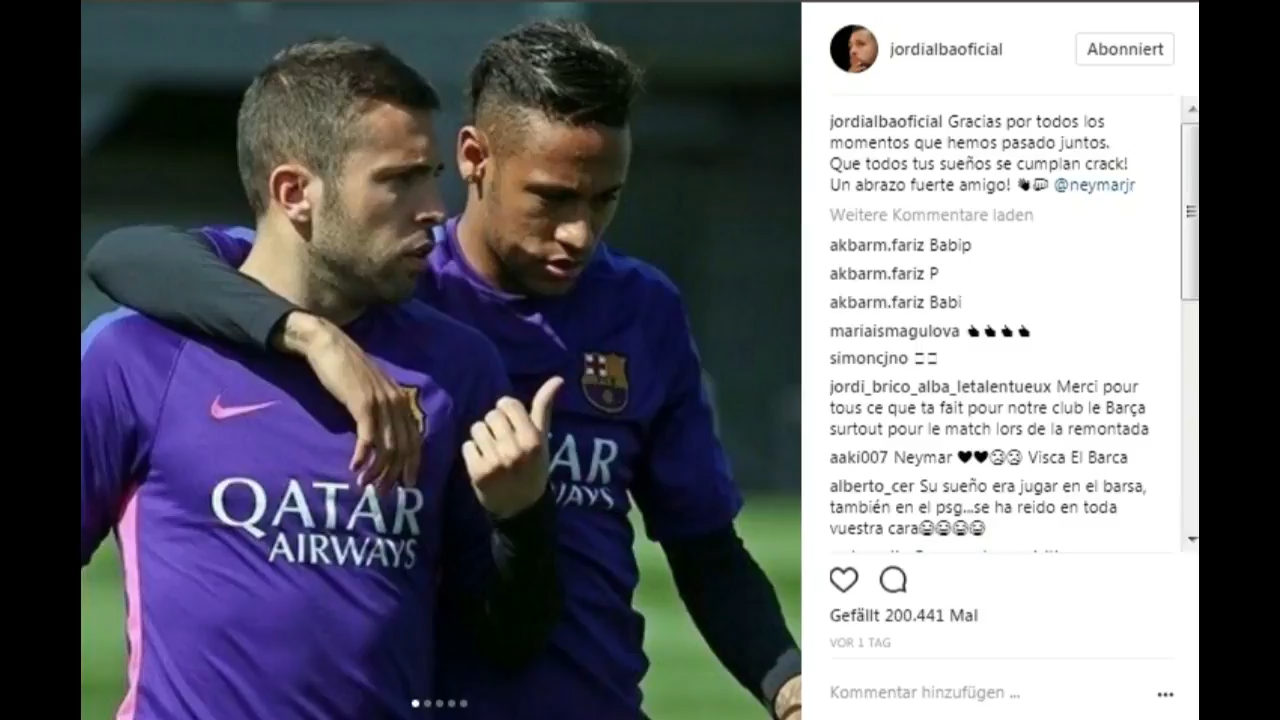 QATAR
AIRWAYS
jordialbaoficial
Abonniert
jordialbaoficial Gracias por todos los
momentos que hemos pasado juntos.
Que todos tus sueños se cumplan crack!
Un abrazo fuerte amigo! @neymarjr
Weitere Kommentare laden
akbarm.fariz Babip
akbarm.fariz P
akbarm.fariz Babi
mariaismagulova
simoncjno
jordi_brico_alba_letalentueux Merci pour
tous ce que ta fait pour notre club le Barça
surtout pour le match lors de la remontada
aaki007 Neymar ♥♥ Visca El Barca
alberto_cer Su sueño era jugar en el barsa,
también en el psg...se ha reido en toda
vuestra cara
Gefällt 200.441 Mal
VOR 1 TAG
Kommentar hinzufügen ...